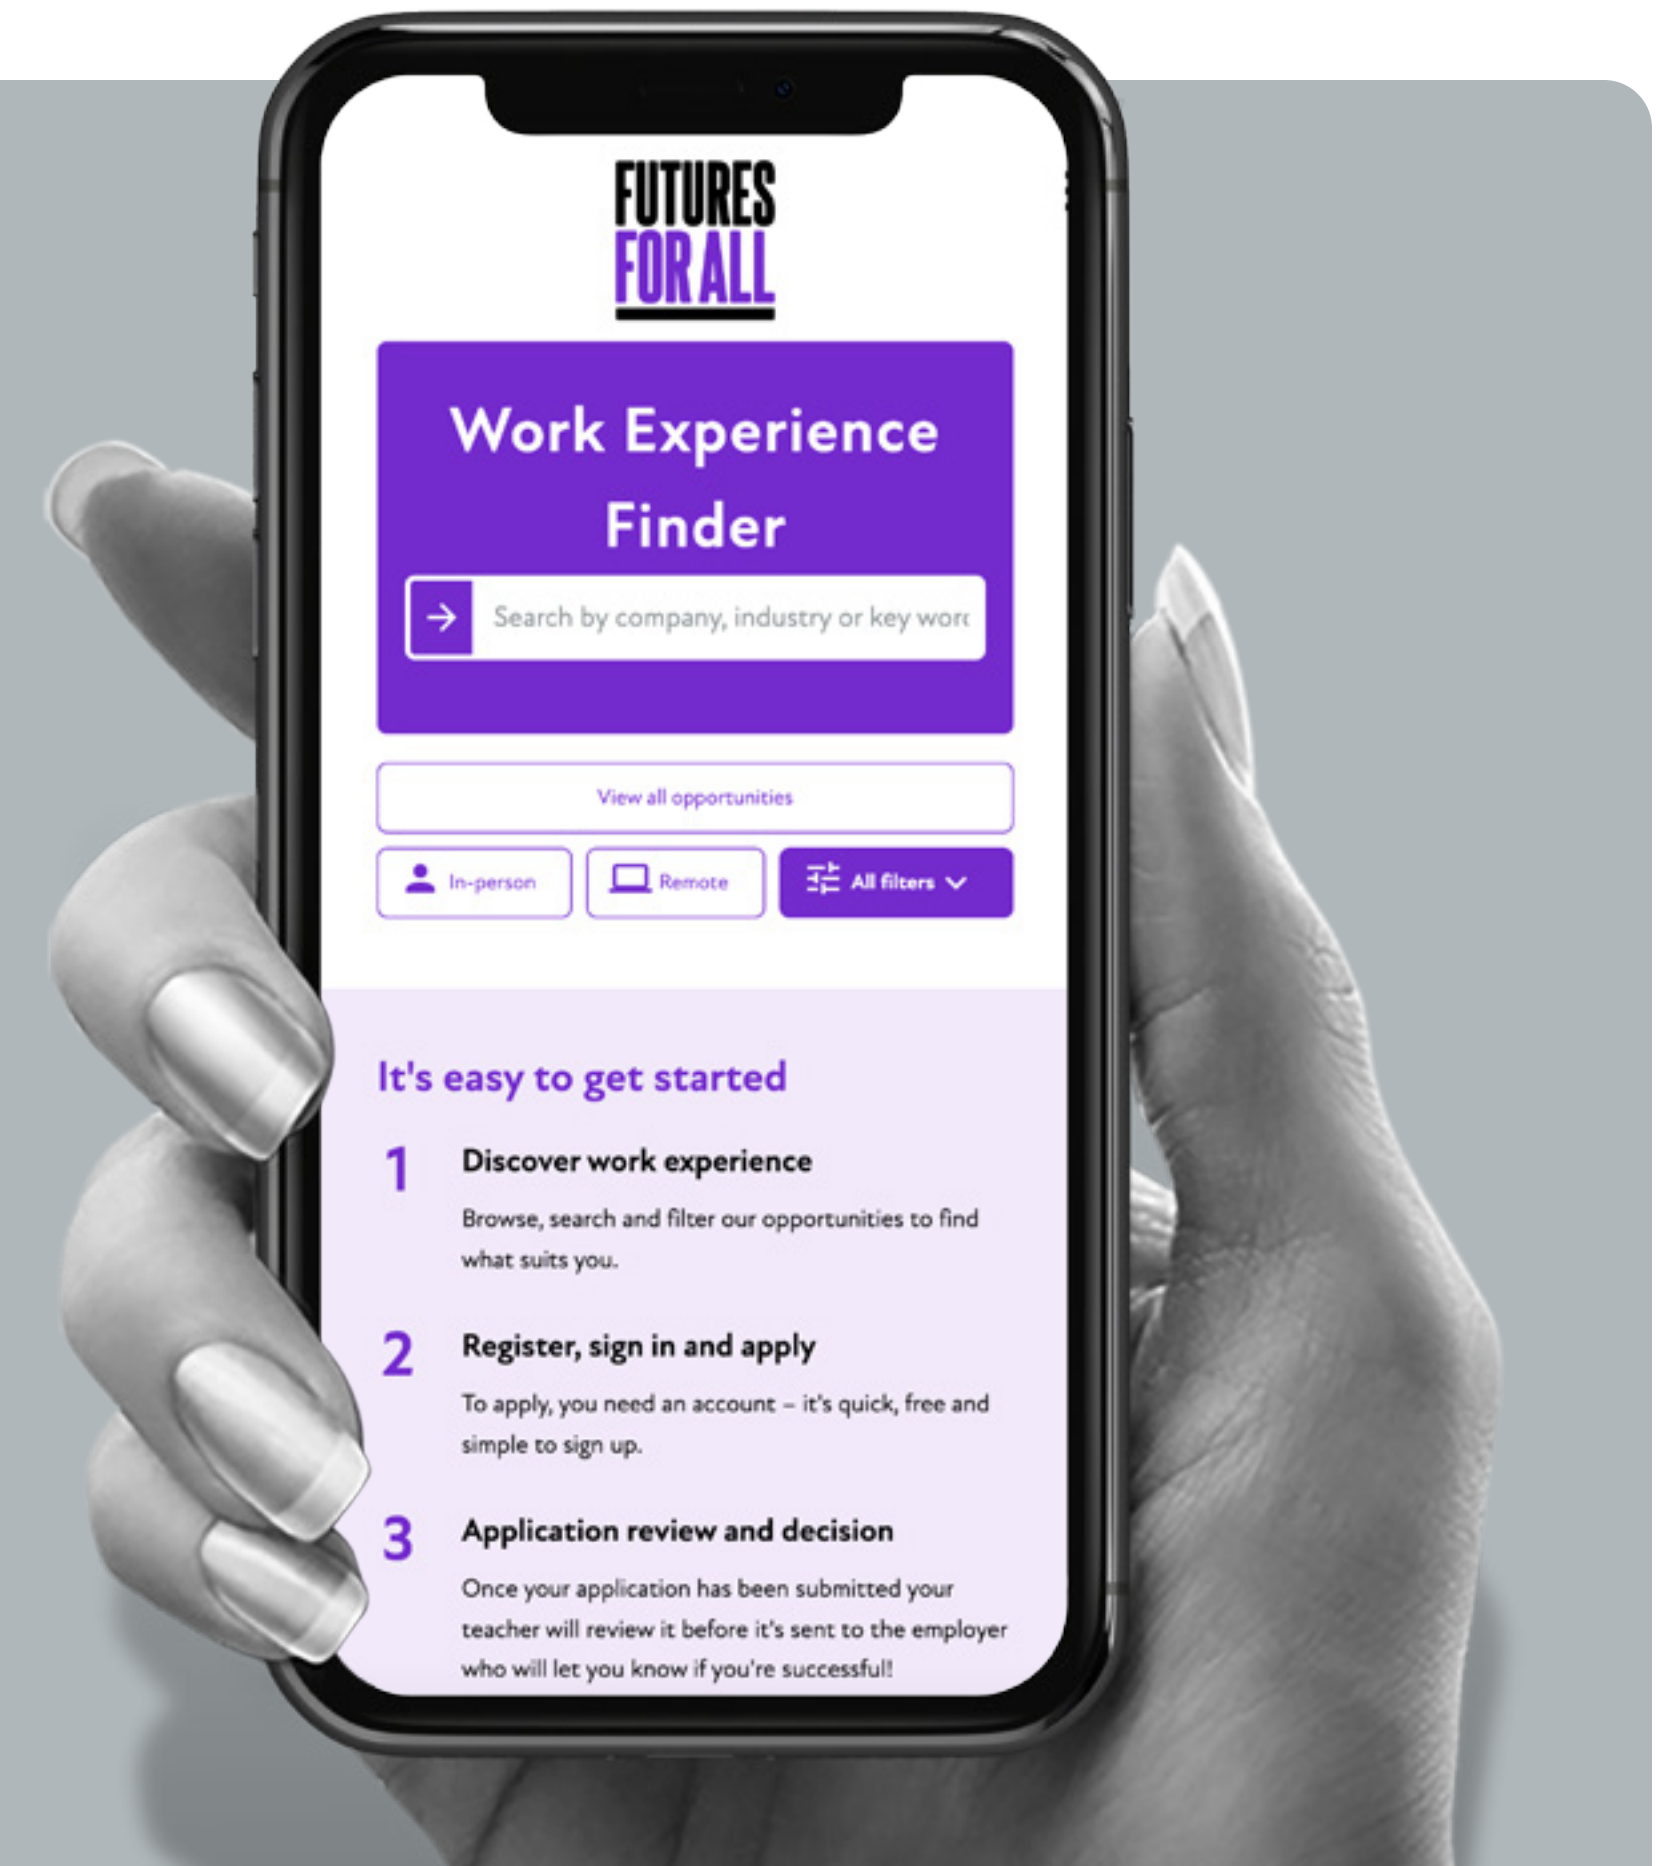 FUTURES
FOR ALL
Work Experience
Finder
Search by company, industry or key word
View all opportunities
In-person
Remote
All filters
It's easy to get started
1
Discover work experience
Browse, search and filter our opportunities to find
what suits you.
2
Register, sign in and apply
To apply, you need an account – it's quick, free and
simple to sign up.
3
Application review and decision
Once your application has been submitted your
teacher will review it before it's sent to the employer
who will let you know if you're successful!